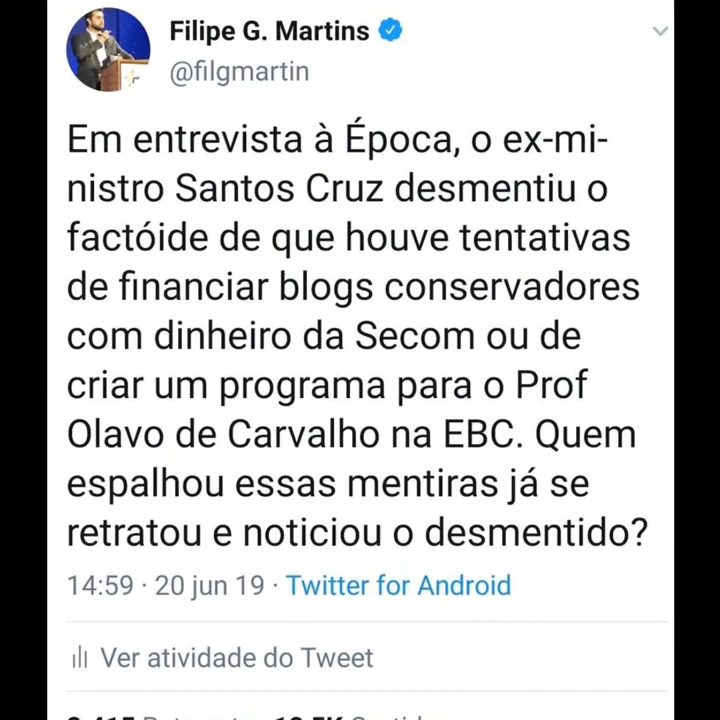 Filipe G. Martins
@filgmartin
Em entrevista à Época, o ex-mi-
nistro Santos Cruz desmentiu o
factóide de que houve tentativas
de financiar blogs conservadores
com dinheiro da Secom ou de
criar um programa para o Prof
Olavo de Carvalho na EBC. Quem
espalhou essas mentiras já se
retratou e noticiou o desmentido?
14:59 · 20 jun 19 · Twitter for Android
Ver atividade do Tweet